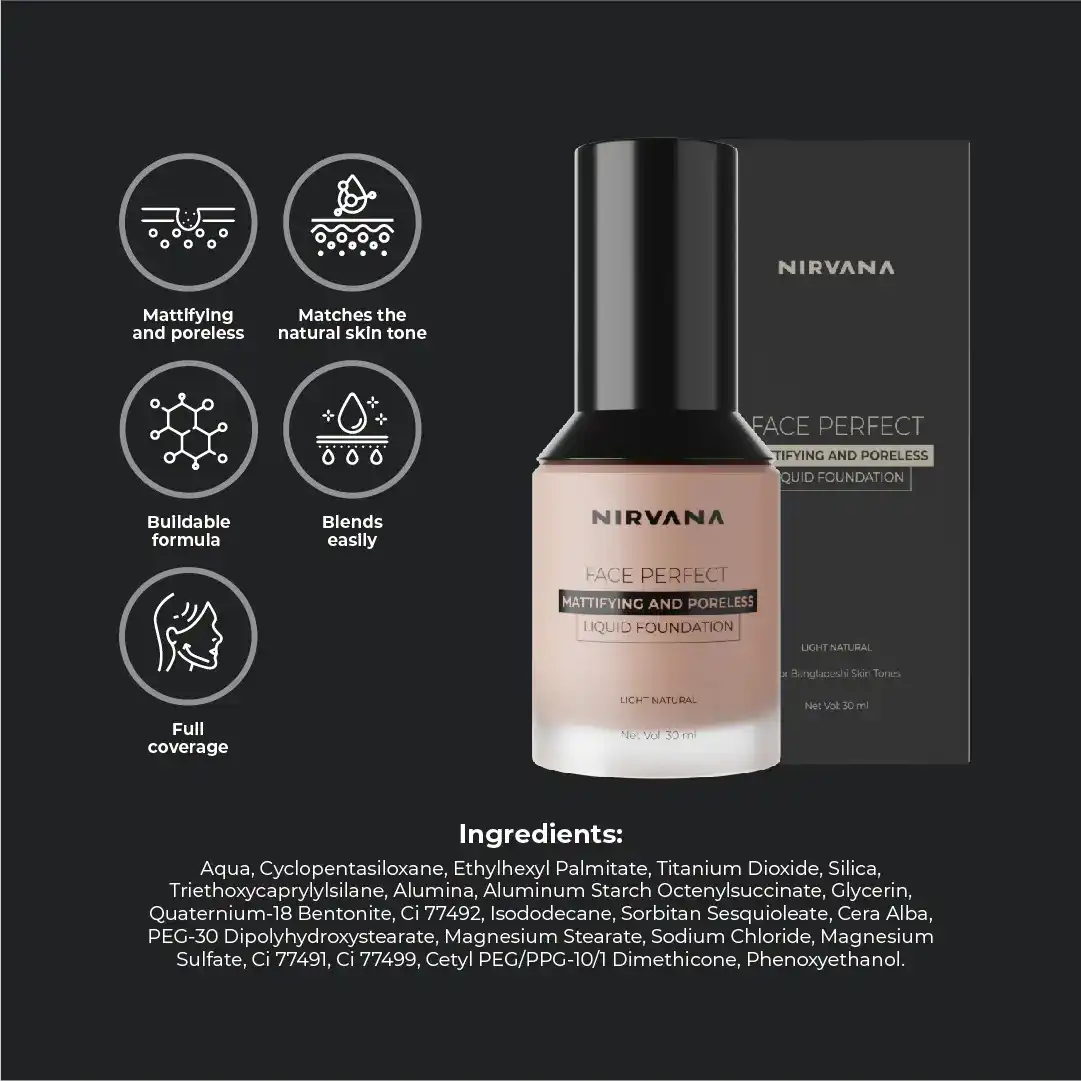 Mattifying
and poreless
Matches the
natural skin tone
Buildable
formula
Blends
easily
Full
coverage
NIRVANA
FACE PERFECT
MATTIFYING AND PORELESS
LIQUID FOUNDATION
LIGHT NATURAL
Net Vol: 30 ml
NIRVANA
FACE PERFECT
TIFYING AND PORELESS
QUID FOUNDATION
LIGHT NATURAL
or Bangladeshi Skin Tones
Net Vol: 30 ml
Ingredients:
Aqua, Cyclopentasiloxane, Ethylhexyl Palmitate, Titanium Dioxide, Silica,
Triethoxycaprylylsilane, Alumina, Aluminum Starch Octenylsuccinate, Glycerin,
Quaternium-18 Bentonite, Ci 77492, Isododecane, Sorbitan Sesquioleate, Cera Alba,
PEG-30 Dipolyhydroxystearate, Magnesium Stearate, Sodium Chloride, Magnesium
Sulfate, Ci 77491, Ci 77499, Cetyl PEG/PPG-10/1 Dimethicone, Phenoxyethanol.